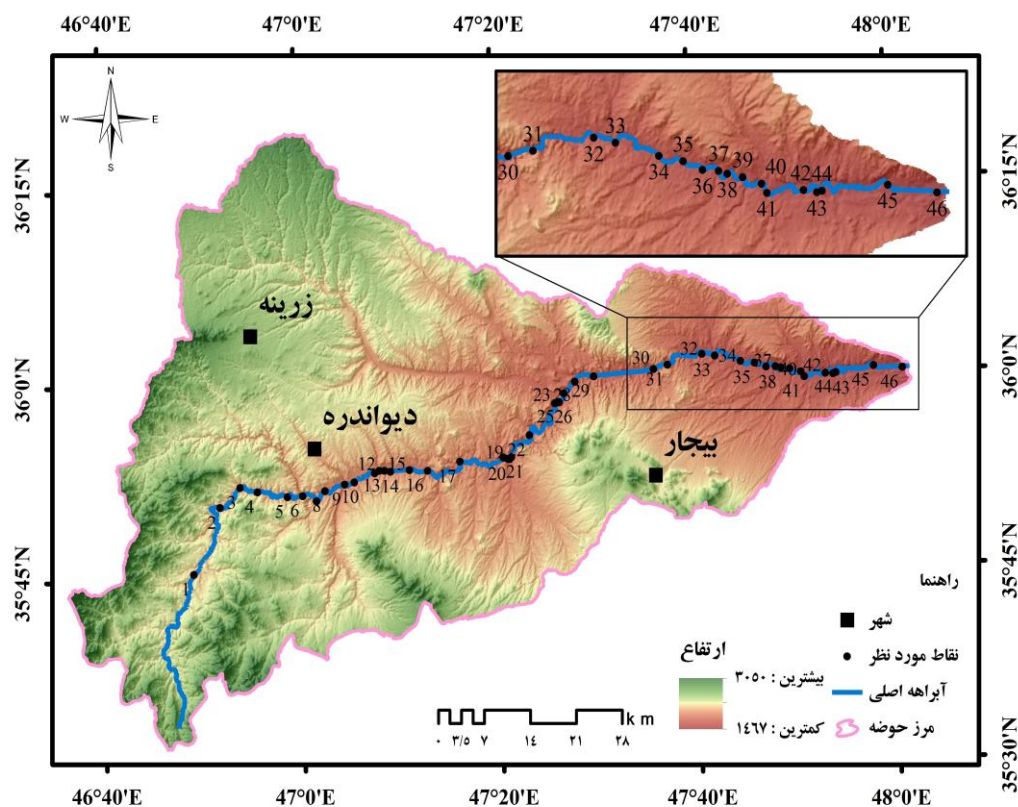 46°40'E 47°0'E 47°20'E 47°40'E 48°0'E
N
W E
S
31 33 35 37 39 40 42 44
30 32 34 36 38 41 43 45 46
36°15'N 36°15'N
زرینه
36°0'N 36°0'N
30 32 34 37 40 42
31 33 35 38 41 44 43 45 46
دیواندره
23 28 29
25 26
بیجار
12 15 19 22
9 10 13 14 16 17 20 21
2 3 4 5 6 8
1
35°45'N 35°45'N
راهنما
شهر
نقاط مورد نظر
آبراهه اصلی
مرز حوضه
ارتفاع
بیشترین : ۳۰۵۰
کمترین : ۱۴۶۷
km
۰ ۳/۵ ۷ ۱۴ ۲۱ ۲۸
35°30'N
46°40'E 47°0'E 47°20'E 47°40'E 48°0'E